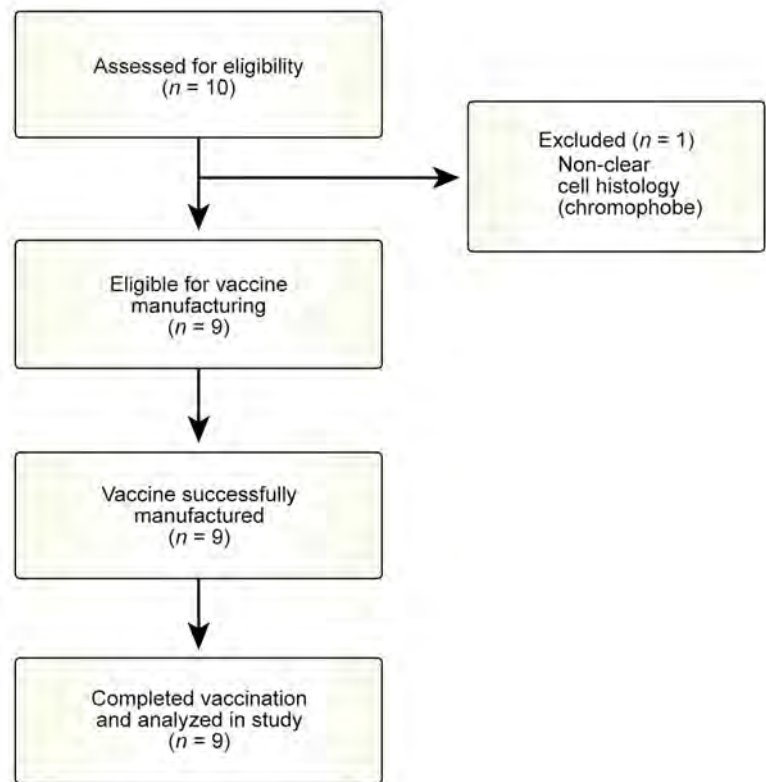 Assessed for eligibility
(n = 10)
Excluded (n = 1)
Non-clear
cell histology
(chromophobe)
Eligible for vaccine
manufacturing
(n = 9)
Vaccine successfully
manufactured
(n = 9)
Completed vaccination
and analyzed in study
(n = 9)